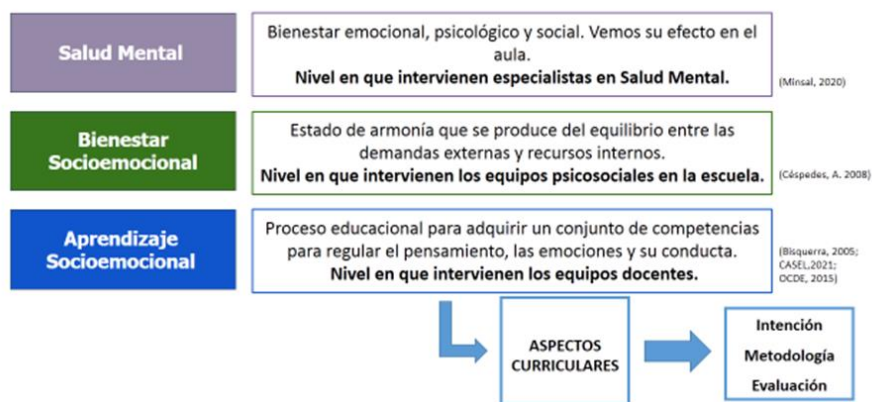 Salud Mental
Bienestar emocional, psicológico y social. Vemos su efecto en el
aula.
Nivel en que intervienen especialistas en Salud Mental.
(Minsal, 2020)
Bienestar
Socioemocional
Estado de armonía que se produce del equilibrio entre las
demandas externas y recursos internos.
Nivel en que intervienen los equipos psicosociales en la escuela.
(Céspedes, A. 2008)
Aprendizaje
Socioemocional
Proceso educacional para adquirir un conjunto de competencias
para regular el pensamiento, las emociones y su conducta.
Nivel en que intervienen los equipos docentes.
(Bisquerra, 2005;
CASEL,2021;
OCDE, 2015)
ASPECTOS
CURRICULARES
Intención
Metodología
Evaluación